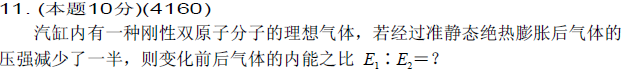 11. (本题10分)(4160)
汽缸内有一种刚性双原子分子的理想气体，若经过准静态绝热膨胀后气体的
压强减少了一半，则变化前后气体的内能之比 E₁∶E₂=？